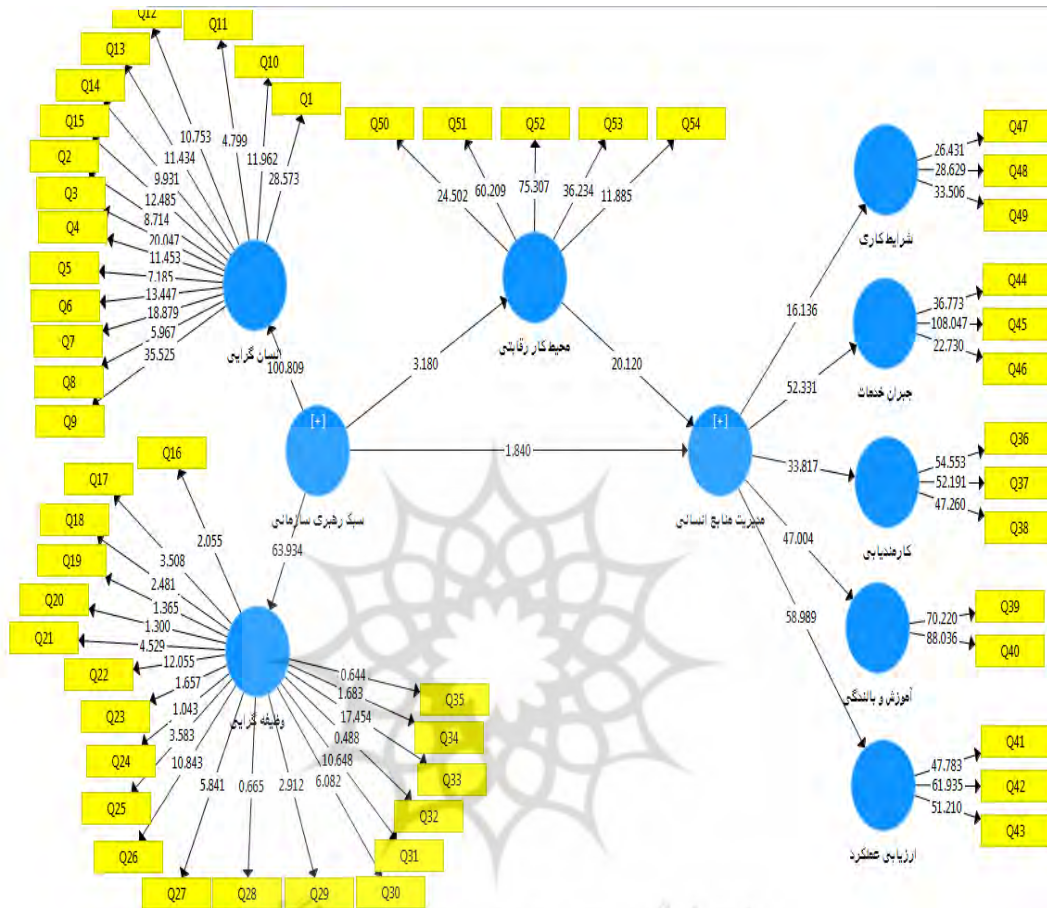 Q12
Q11
Q13
Q10
Q14
Q1
Q15
Q2
Q3
Q4
Q5
Q6
Q7
Q8
Q9
10.753
4.799
11.962
28.573
11.434
9.931
12.485
8.714
20.047
11.453
7.185
13.447
18.879
5.967
35.525
انسان گرایی
100.809
Q50
Q51
Q52
Q53
Q54
24.502
60.209
75.307
36.234
11.885
محیط کار رقابتی
3.180
20.120
[+]
سبک رهبری سازمانی
1.840
[+]
مدیریت منابع انسانی
63.934
16.136
52.331
33.817
47.004
58.989
Q47
Q48
Q49
26.431
28.629
33.506
شرایط کاری
Q44
Q45
Q46
36.773
108.047
22.730
جبران خدمات
Q36
Q37
Q38
54.553
52.191
47.260
کارمندیابی
Q39
Q40
70.220
88.036
آموزش و بالندگی
Q41
Q42
Q43
47.783
61.935
51.210
ارزیابی عملکرد
Q16
Q17
Q18
Q19
Q20
Q21
Q22
Q23
Q24
Q25
Q26
Q27
Q28
Q29
Q30
Q31
Q32
Q33
Q34
Q35
2.055
3.508
2.481
1.365
1.300
4.529
12.055
1.657
1.043
3.583
10.843
5.841
0.665
2.912
6.082
10.648
0.488
17.454
1.683
0.644
وظیفه گرایی